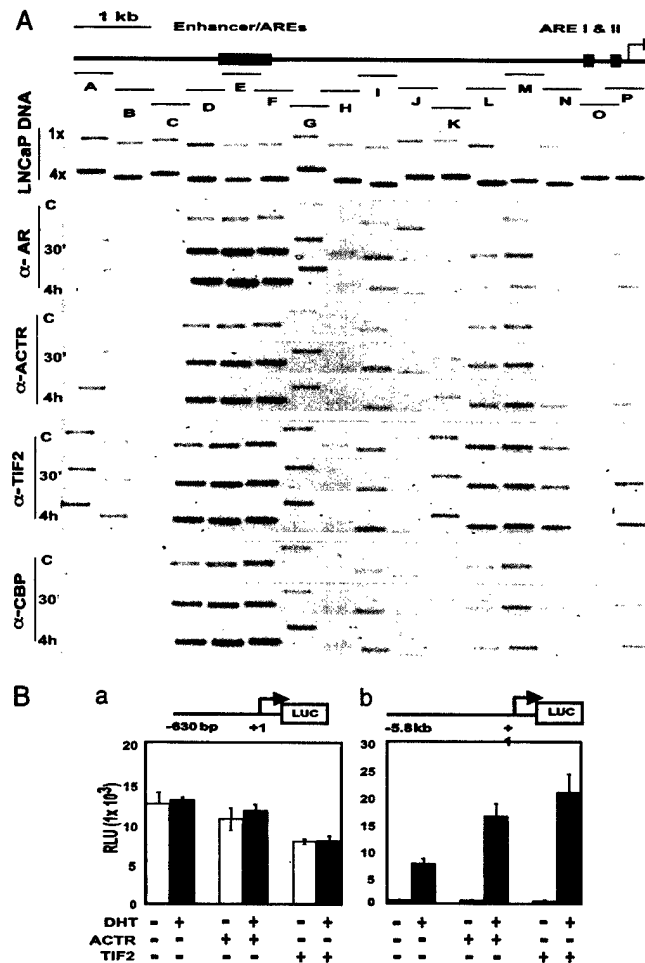 A
1 kb
Enhancer/AREs
ARE I & II
A B C D E F G H I J K L M N O P
LNCaP DNA
1x
4x
α- AR
C
30'
4h
α-ACTR
C
30'
4h
α-TIF2
C
30'
4h
α-CBP
C
30'
4h
B
a
LUC
-630 bp
+1
20
15
10
5
0
RLU (1x 10³)
b
LUC
-5.8 kb
+1
30
25
20
15
10
5
0
DHT - + - + - + - + - + - +
ACTR - - + + - - - - + + - -
TIF2 - - - - + + - - - - + +